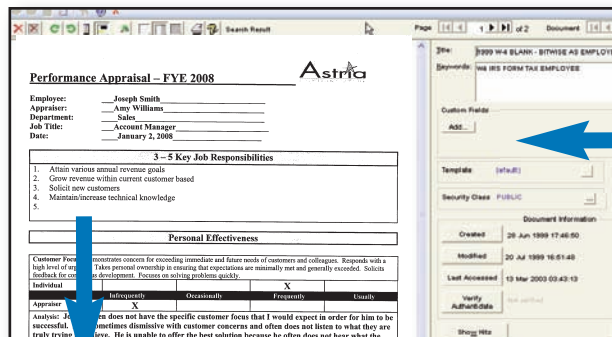 Search Result
Page 1 of 2 Document
Performance Appraisal – FYE 2008
Astria
Employee: Joseph Smith
Appraiser: Amy Williams
Department: Sales
Job Title: Account Manager
Date: January 2, 2008
3 – 5 Key Job Responsibilities
1. Attain various annual revenue goals
2. Grow revenue within current customer based
3. Solicit new customers
4. Maintain/increase technical knowledge
5.
Personal Effectiveness
Customer Focus monstrates concern for exceeding immediate and future needs of customers and colleagues. Responds with a
high level of Takes personal ownership in ensuring that expectations are minimally met and generally exceeded. Solicits
feedback for development. Focuses on solving problems quickly.
Individual X
Infrequently Occasionally Frequently Usually
Appraiser X
Analysis: en does not have the specific customer focus that I would expect in order for him to be
successful. ometimes dismissive with customer concerns and often does not listen to what they are
truly trying ieve. He is unable to offer the best solution because he often does not hear what the
Title: 1999 W-4 BLANK - BITWISE AS EMPLOY
Keywords: W4 IRS FORM TAX EMPLOYEE
Custom Fields
Add...
Template (default) ...
Security Class PUBLIC ...
Document Information
Created 28 Jun 1999 17:46:50
Modified 20 Jul 1999 16:51:48
Last Accessed 13 Mar 2003 03:43:13
Verify
Authentidate Not verified
Show Hits